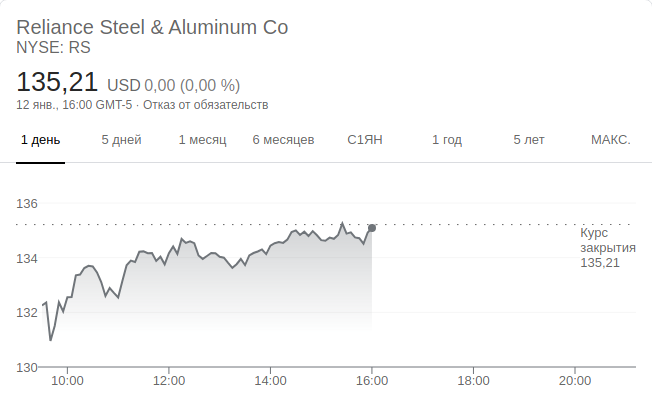 Reliance Steel & Aluminum Co
NYSE: RS
135,21 USD 0,00 (0,00 %)
12 янв., 16:00 GMT-5 · Отказ от обязательств
1 день 5 дней 1 месяц 6 месяцев С1ЯН 1 год 5 лет МАКС.
136
Курс
закрытия
135,21
134
132
130
10:00 12:00 14:00 16:00 18:00 20:00